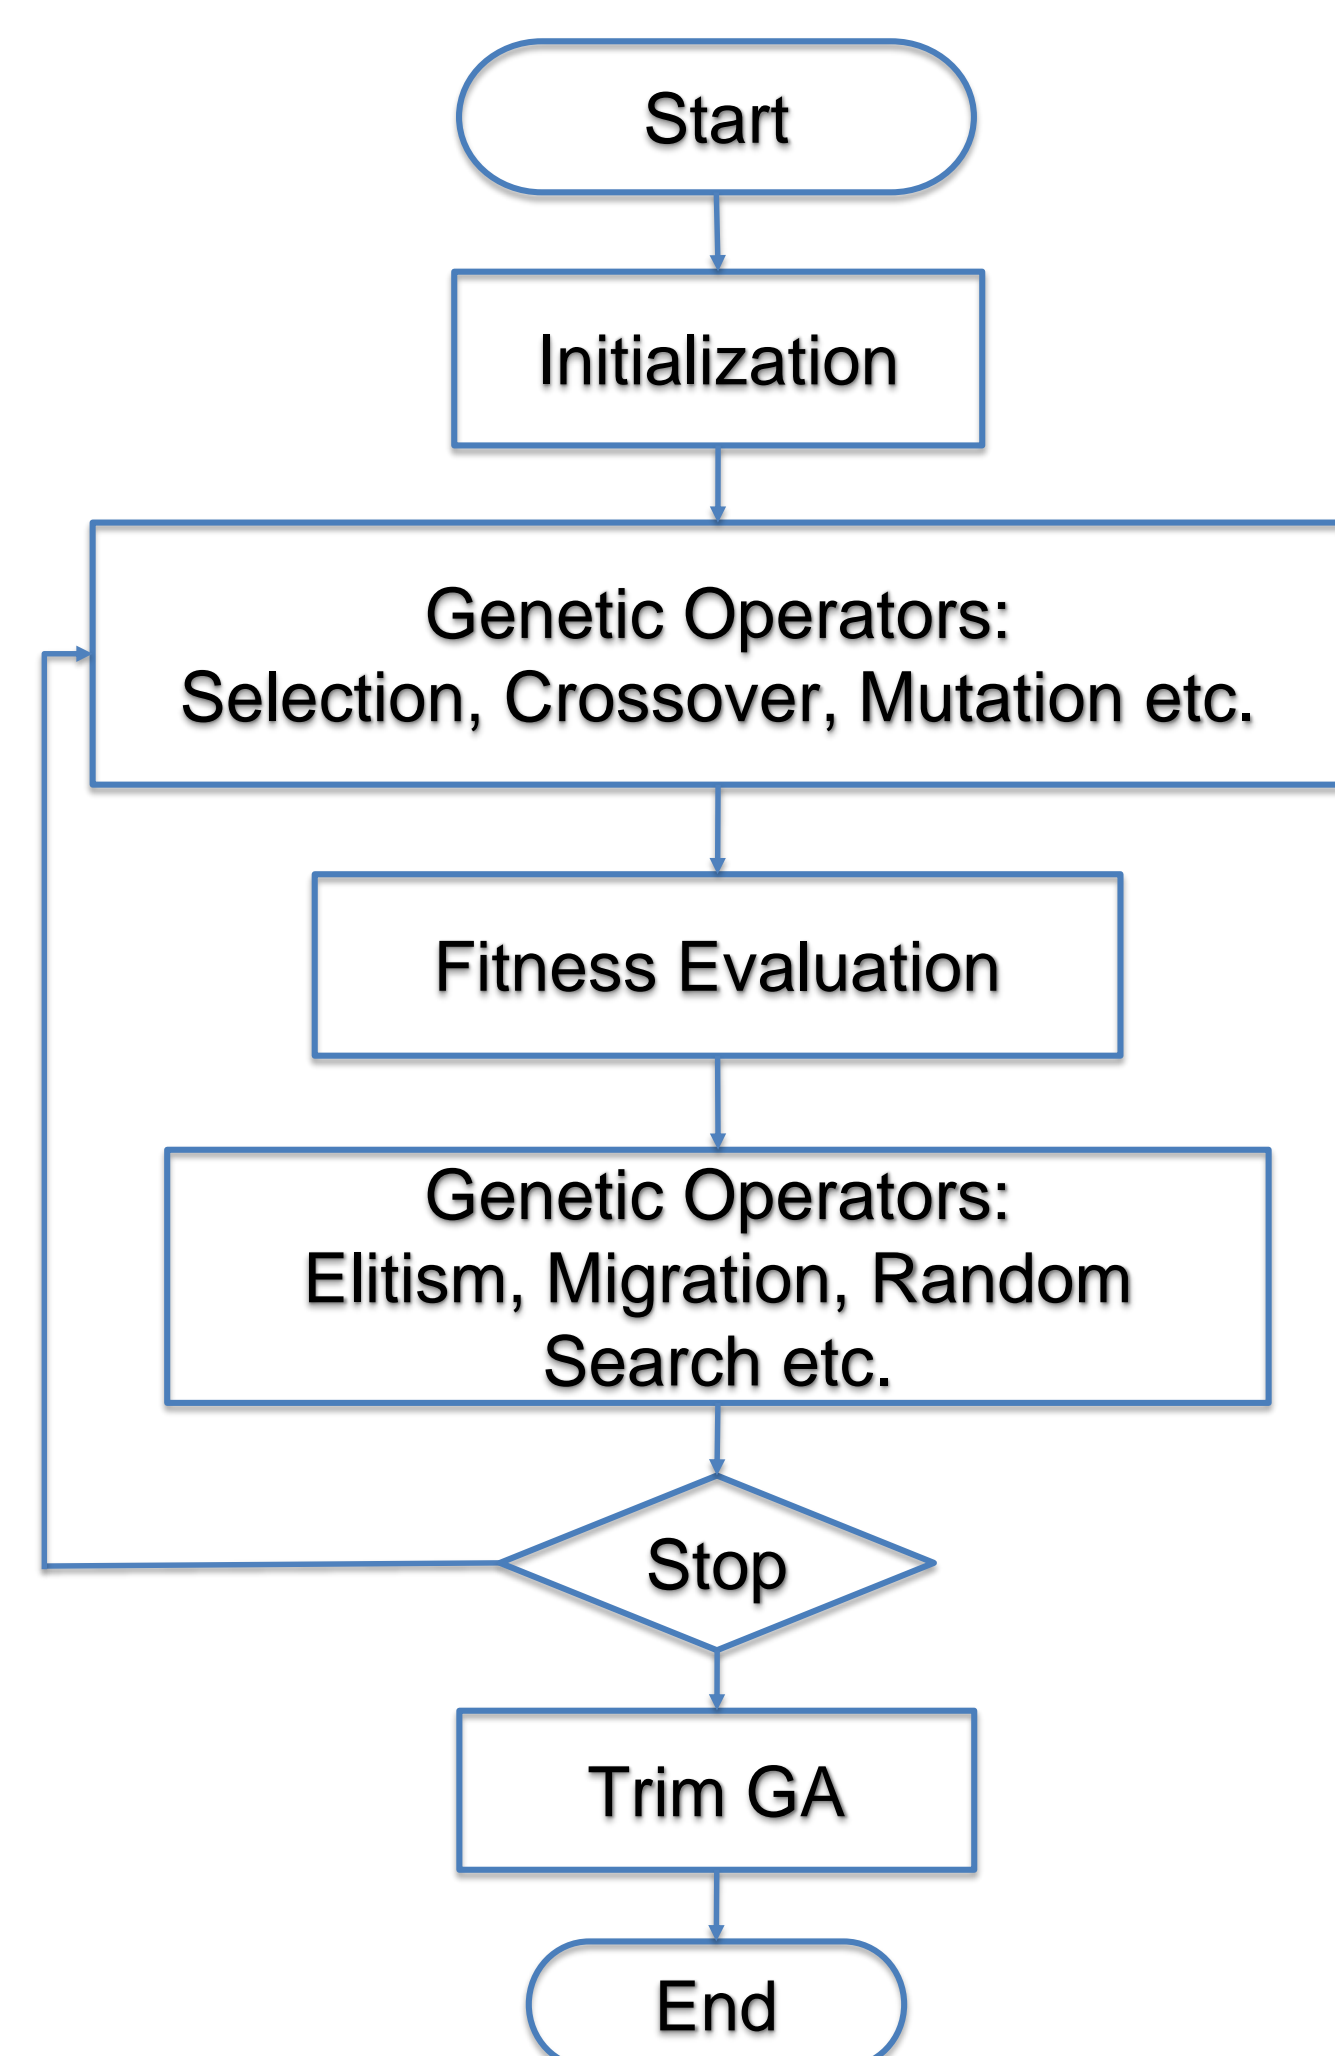 Start
Initialization
Genetic Operators:
Selection, Crossover, Mutation etc.
Fitness Evaluation
Genetic Operators:
Elitism, Migration, Random
Search etc.
Stop
Trim GA
End